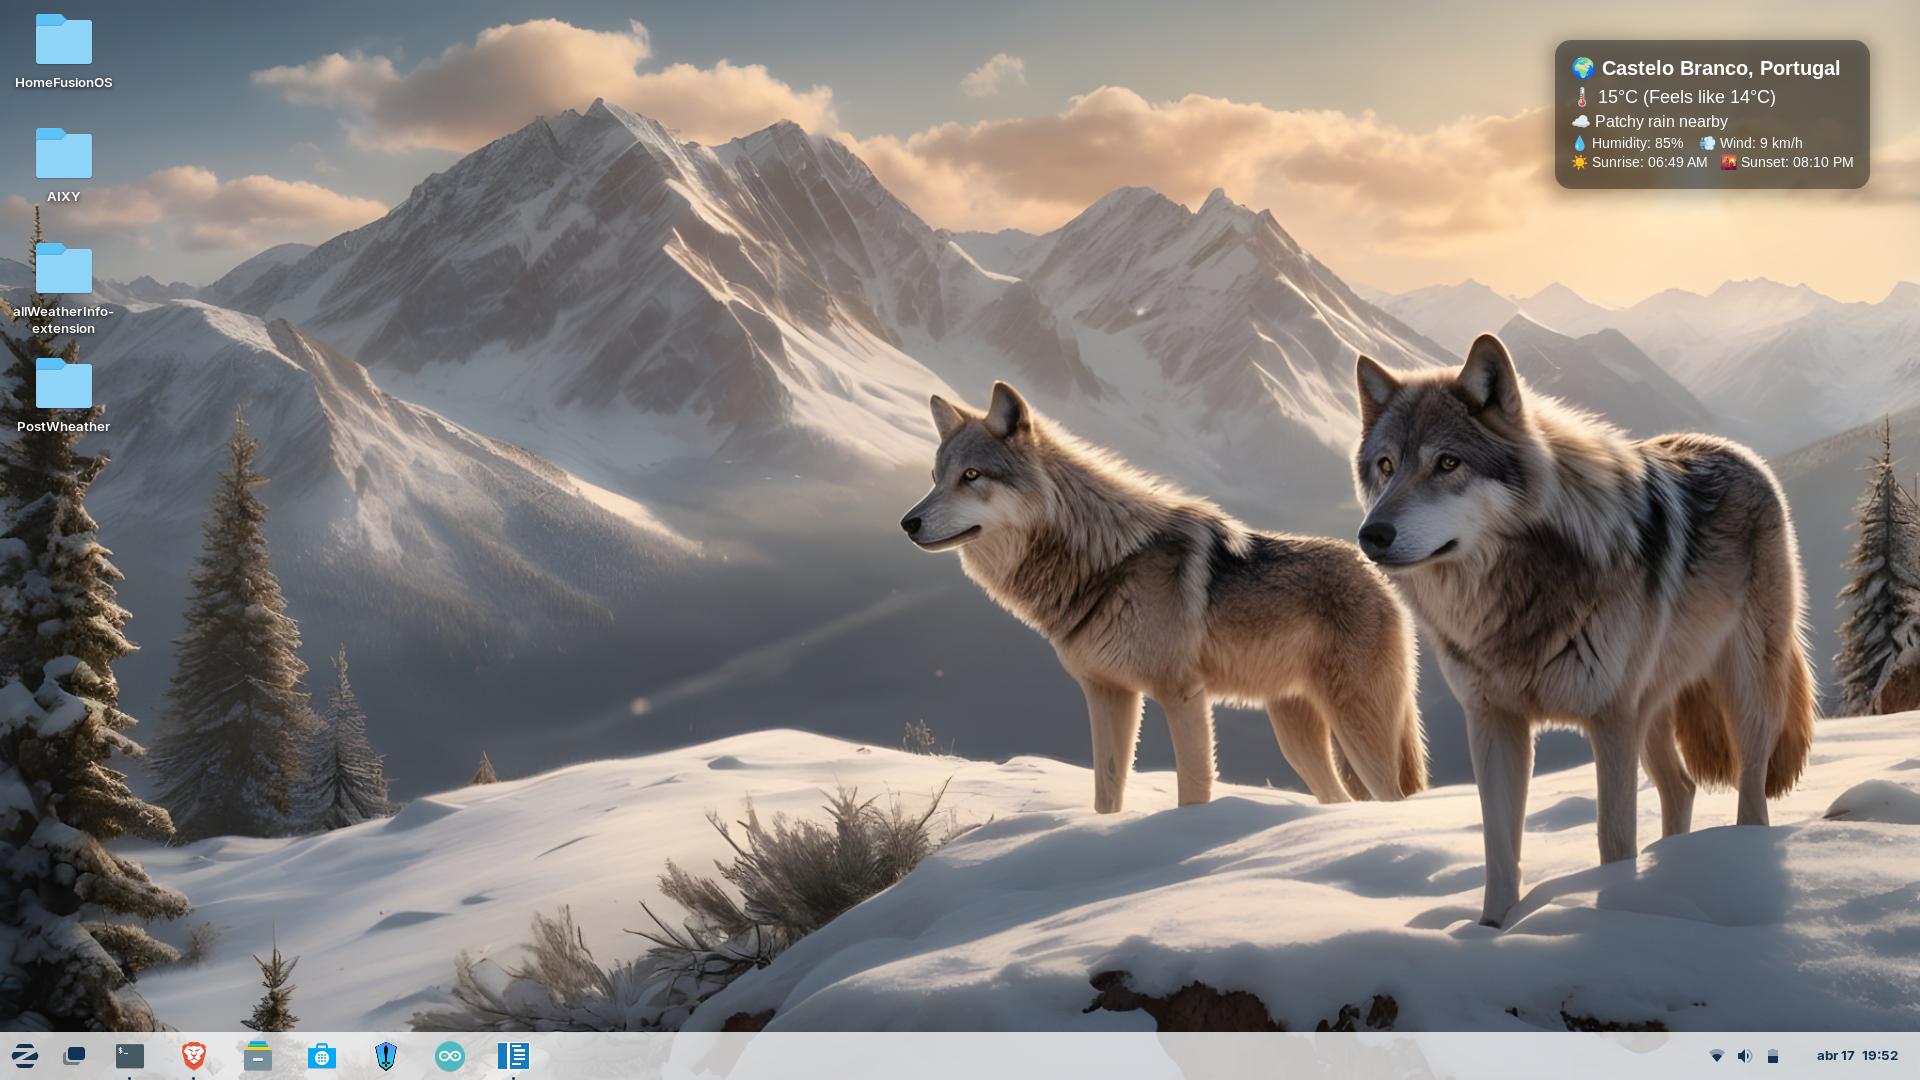 HomeFusionOS
AIXY
allWeatherInfo-
extension
PostWheather
Castelo Branco, Portugal
15°C (Feels like 14°C)
Patchy rain nearby
Humidity: 85% Wind: 9 km/h
Sunrise: 06:49 AM Sunset: 08:10 PM
$-
abr 17 19:52